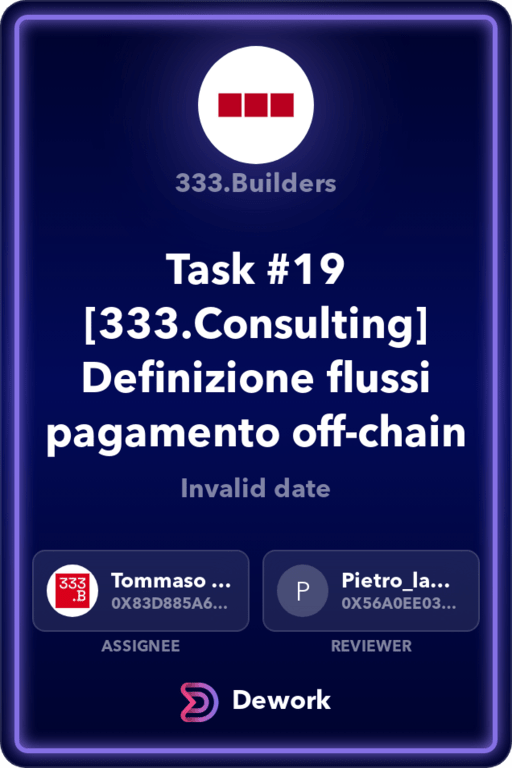 333.Builders
Task #19
[333.Consulting]
Definizione flussi
pagamento off-chain
Invalid date
333
.B
Tommaso ...
0X83D885A6...
ASSIGNEE
P
Pietro_la...
0X56A0EE03...
REVIEWER
Dework